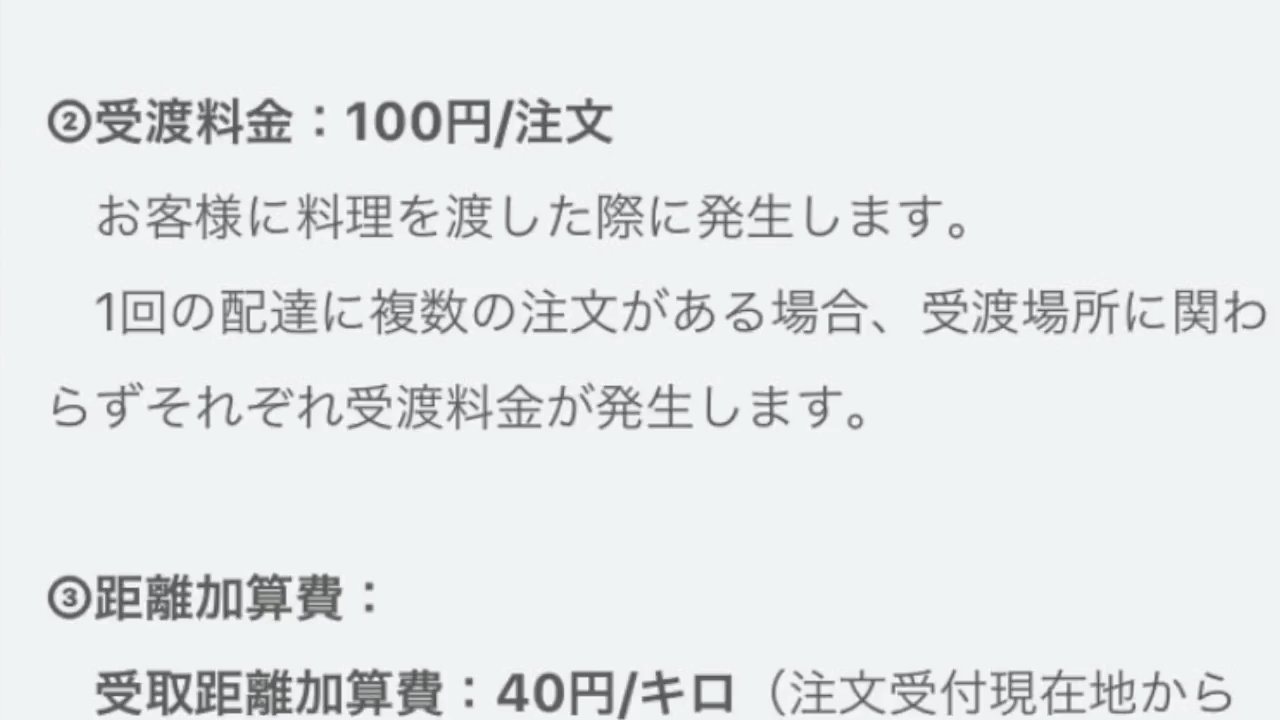 ②受渡料金：100円/注文
お客様に料理を渡した際に発生します。
1回の配達に複数の注文がある場合、受渡場所に関わ
らずそれぞれ受渡料金が発生します。
③距離加算費：
受取距離加算費：40円/キロ（注文受付現在地から